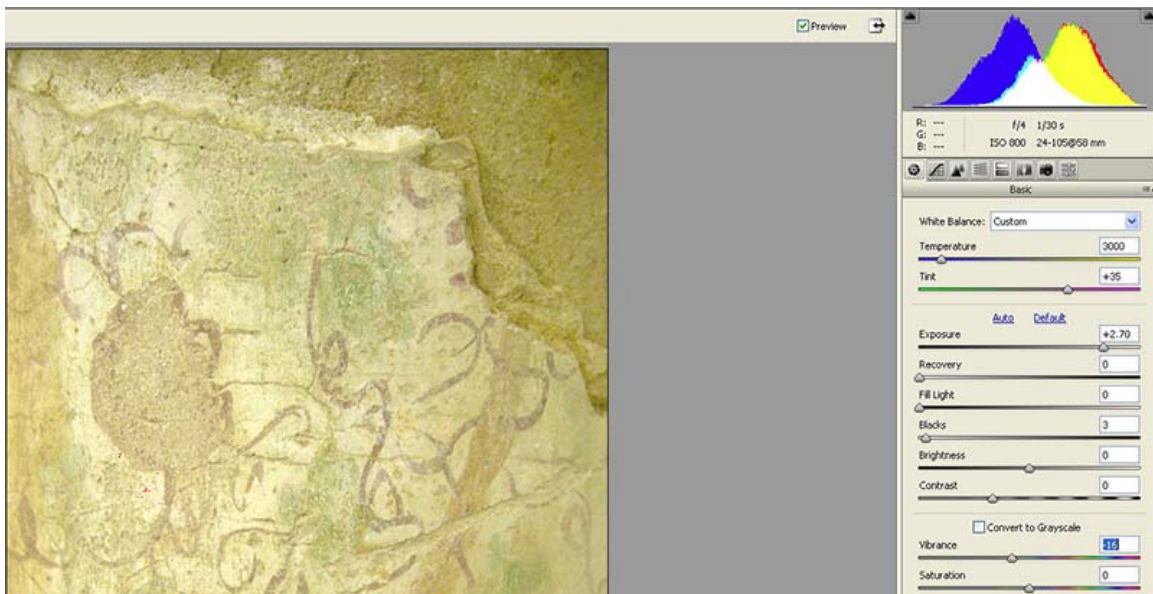 Preview
R: ---
G: ---
B: ---
f/4 1/30 s
ISO 800 24-105@58 mm
Basic
White Balance: Custom
Temperature 3000
Tint +35
Auto Default
Exposure +2.70
Recovery 0
Fill Light 0
Blacks 3
Brightness 0
Contrast 0
Convert to Grayscale
Vibrance -16
Saturation 0